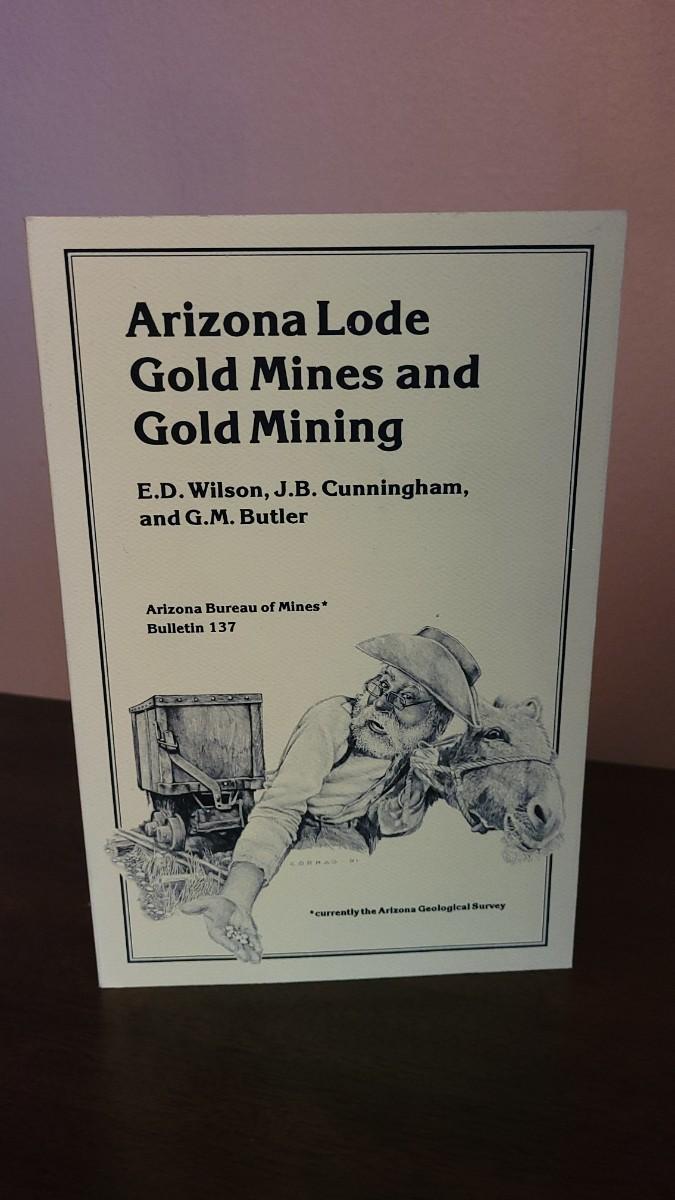 Arizona Lode
Gold Mines and
Gold Mining
E.D. Wilson, J.B. Cunningham,
and G.M. Butler
Arizona Bureau of Mines*
Bulletin 137
*currently the Arizona Geological Survey